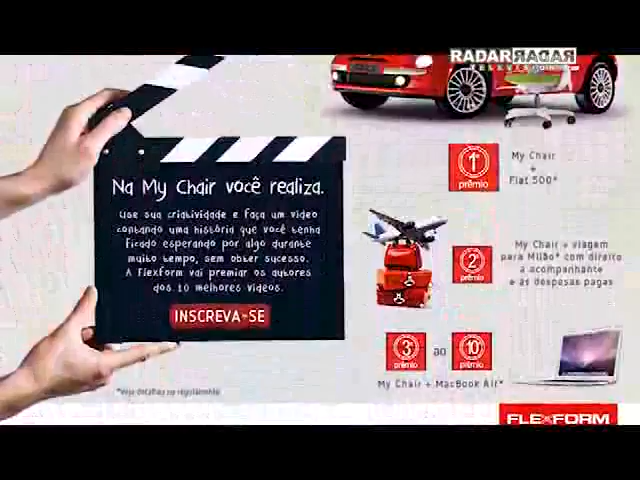 RADAR RADAR
TELEVISION
Na My Chair você realiza.
Use sua criatividade e faça um vídeo
contando uma história que você tenha
ficado esperando por algo durante
muito tempo, sem obter sucesso.
A Flexform vai premiar os autores
dos 10 melhores vídeos.
INSCREVA-SE
*Veja detalhes no regulamento
1º
prêmio
My Chair
+
Fiat 500*
2º
prêmio
My Chair + viagem
para Milão* com direito
a acompanhante
e as despesas pagas
3º
prêmio
ao
10º
prêmio
My Chair + MacBook Air*
FLEXFORM